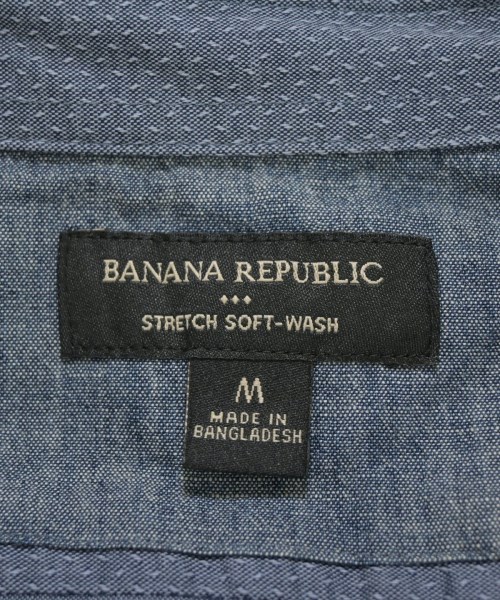 BANANA REPUBLIC
STRETCH SOFT-WASH
M
MADE IN
BANGLADESH